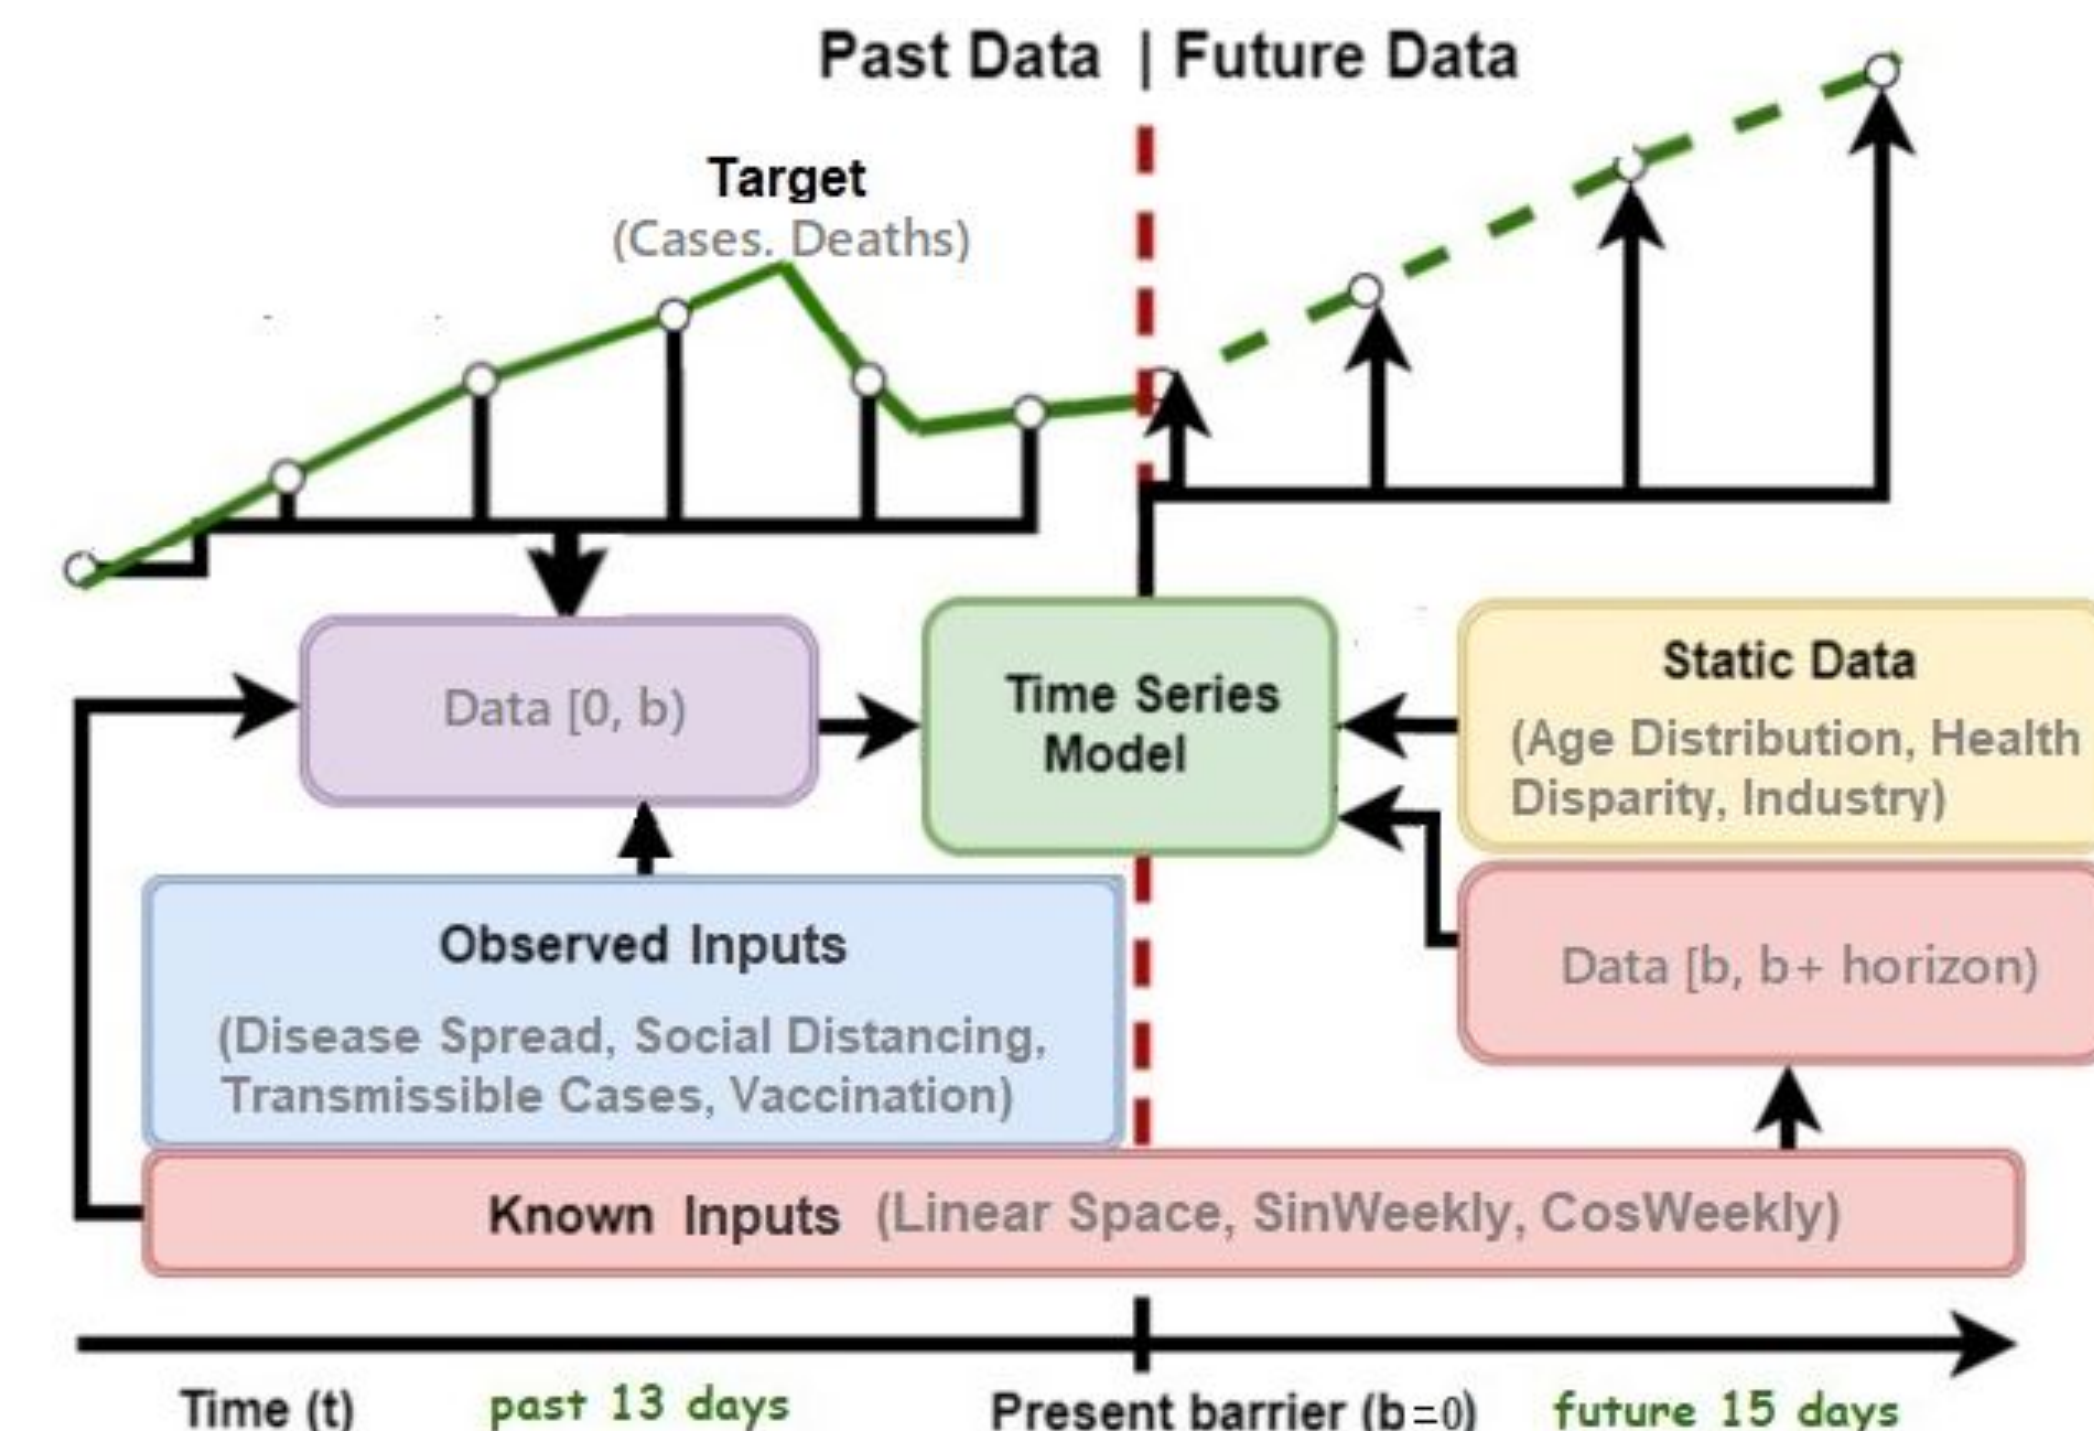 Past Data | Future Data
Target
(Cases. Deaths)
Data [0, b)
Time Series
Model
Static Data
(Age Distribution, Health
Disparity, Industry)
Observed Inputs
(Disease Spread, Social Distancing,
Transmissible Cases, Vaccination)
Data [b, b+ horizon)
Known Inputs (Linear Space, SinWeekly, CosWeekly)
Time (t) past 13 days Present barrier (b=0) future 15 days